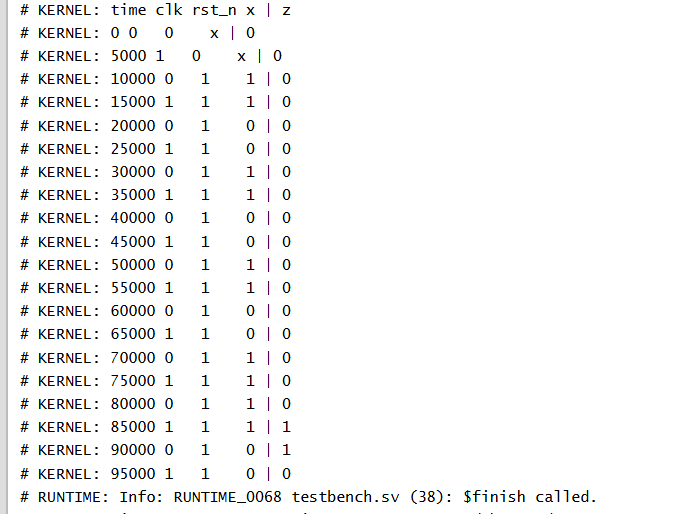 # KERNEL: time clk rst_n x | z
# KERNEL: 0 0   0    x | 0
# KERNEL: 5000 1   0    x | 0
# KERNEL: 10000 0   1    1 | 0
# KERNEL: 15000 1   1    1 | 0
# KERNEL: 20000 0   1    0 | 0
# KERNEL: 25000 1   1    0 | 0
# KERNEL: 30000 0   1    1 | 0
# KERNEL: 35000 1   1    1 | 0
# KERNEL: 40000 0   1    0 | 0
# KERNEL: 45000 1   1    0 | 0
# KERNEL: 50000 0   1    1 | 0
# KERNEL: 55000 1   1    1 | 0
# KERNEL: 60000 0   1    0 | 0
# KERNEL: 65000 1   1    0 | 0
# KERNEL: 70000 0   1    1 | 0
# KERNEL: 75000 1   1    1 | 0
# KERNEL: 80000 0   1    1 | 0
# KERNEL: 85000 1   1    1 | 1
# KERNEL: 90000 0   1    0 | 1
# KERNEL: 95000 1   1    0 | 0
# RUNTIME: Info: RUNTIME_0068 testbench.sv (38): $finish called.